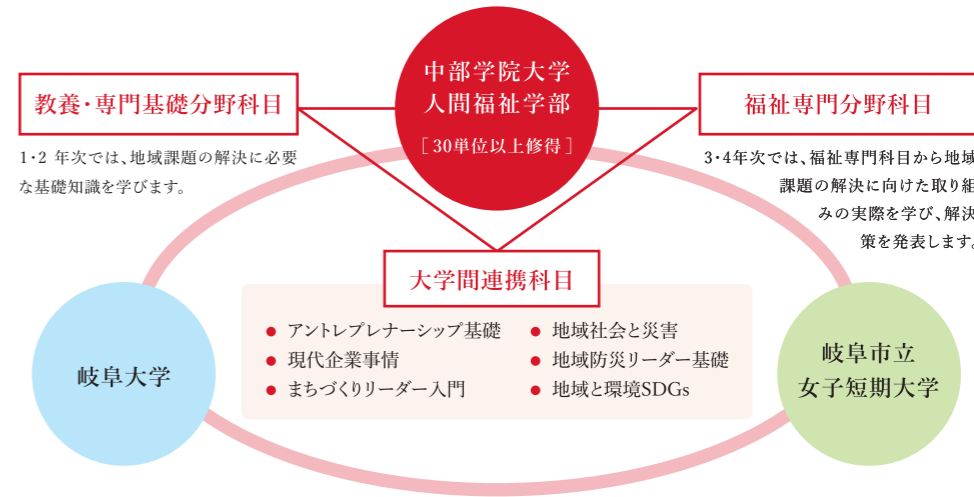 中部学院大学
人間福祉学部
[30単位以上修得]
教養・専門基礎分野科目
1・2 年次では、地域課題の解決に必要
な基礎知識を学びます。
福祉専門分野科目
3・4年次では、福祉専門科目から地域
課題の解決に向けた取り組
みの実際を学び、解決
策を発表します。
大学間連携科目
● アントレプレナーシップ基礎
● 現代企業事情
● まちづくりリーダー入門
● 地域社会と災害
● 地域防災リーダー基礎
● 地域と環境SDGs
岐阜大学
岐阜市立
女子短期大学